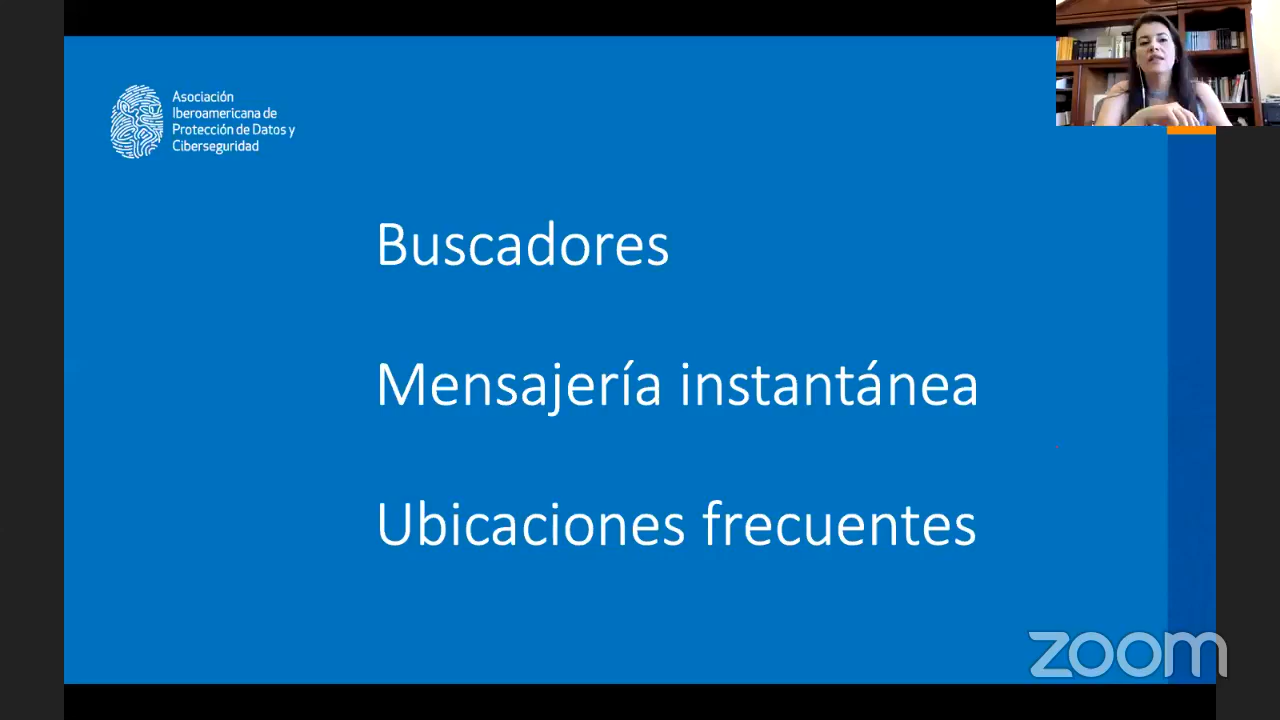 Asociación
Iberoamericana de
Protección de Datos y
Ciberseguridad
Buscadores
Mensajería instantánea
Ubicaciones frecuentes
zoom